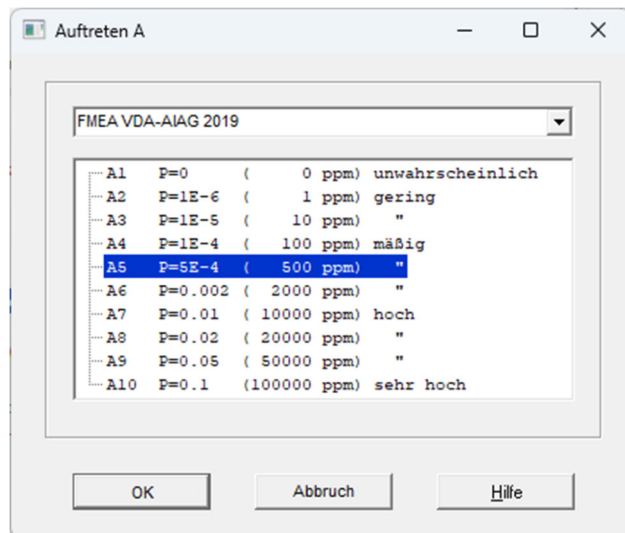 Auftreten A
FMEA VDA-AIAG 2019
A1 P=0 ( 0 ppm) unwahrscheinlich
A2 P=1E-6 ( 1 ppm) gering
A3 P=1E-5 ( 10 ppm) "
A4 P=1E-4 ( 100 ppm) mäßig
A5 P=5E-4 ( 500 ppm) "
A6 P=0.002 ( 2000 ppm) "
A7 P=0.01 ( 10000 ppm) hoch
A8 P=0.02 ( 20000 ppm) "
A9 P=0.05 ( 50000 ppm) "
A10 P=0.1 (100000 ppm) sehr hoch
OK Abbruch Hilfe